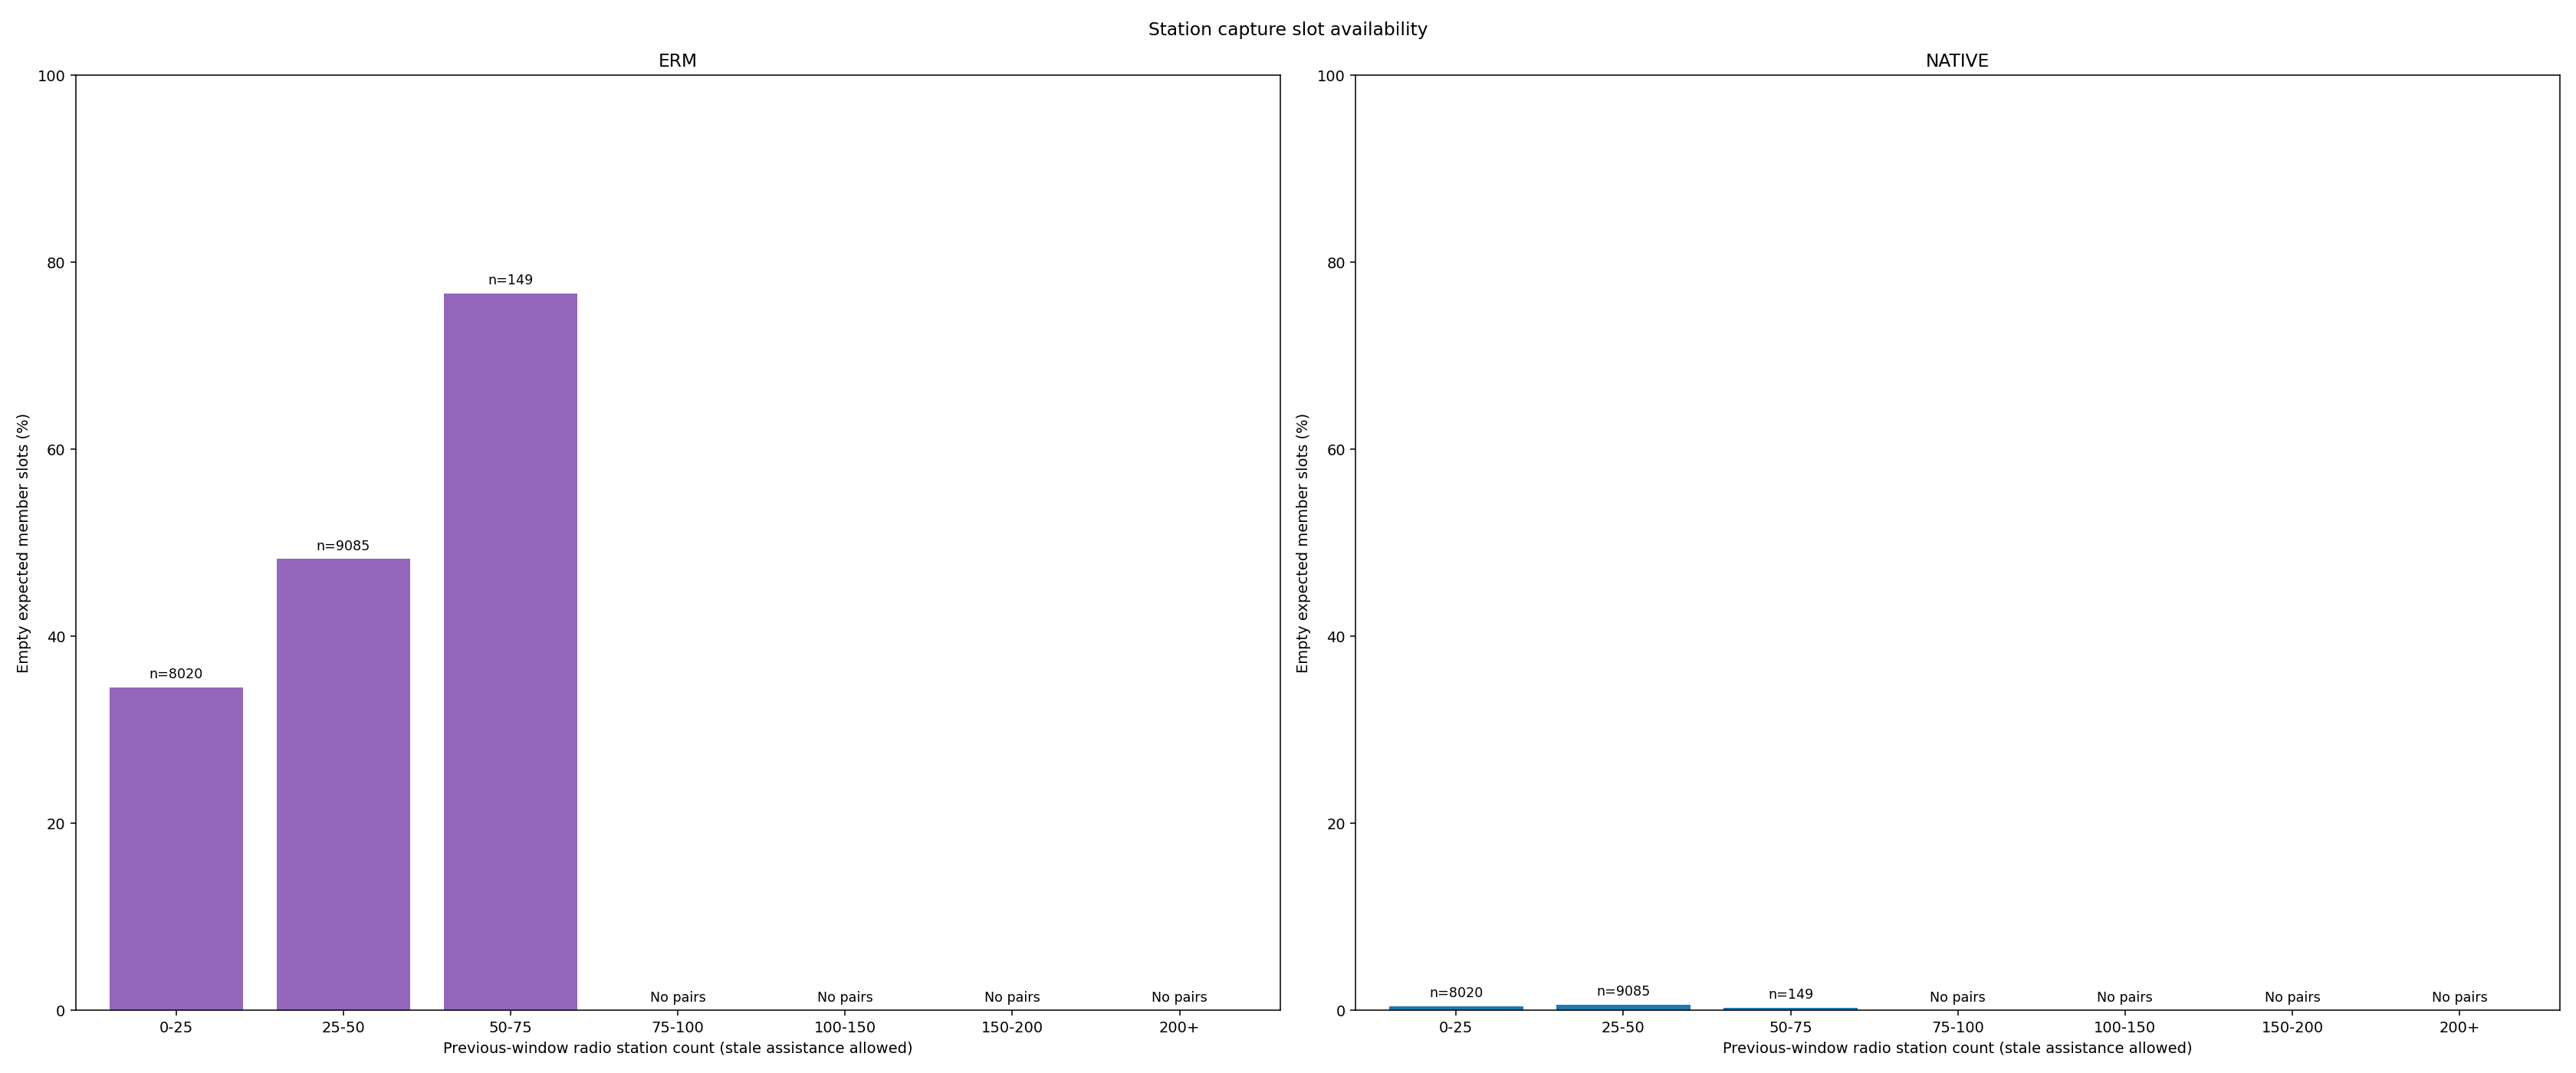 Station capture slot availability
ERM
100
80
60
40
20
0
Empty expected member slots (%)
n=8020
n=9085
n=149
No pairs
No pairs
No pairs
No pairs
0-25
25-50
50-75
75-100
100-150
150-200
200+
Previous-window radio station count (stale assistance allowed)
NATIVE
100
80
60
40
20
0
Empty expected member slots (%)
n=8020
n=9085
n=149
No pairs
No pairs
No pairs
No pairs
0-25
25-50
50-75
75-100
100-150
150-200
200+
Previous-window radio station count (stale assistance allowed)